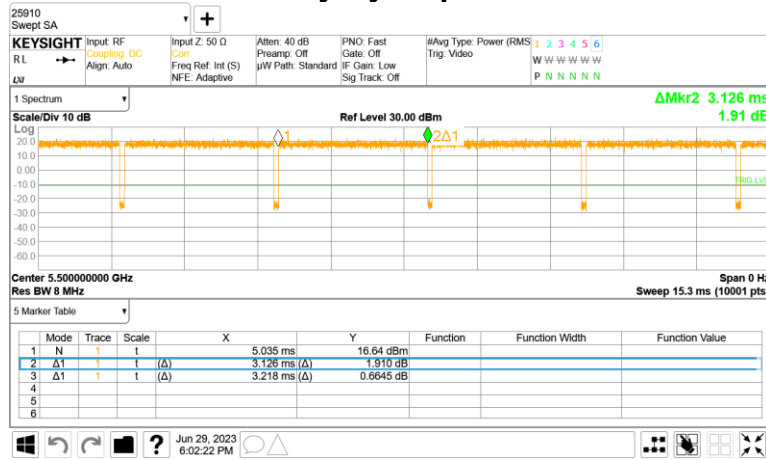 25910
Swept SA
KEYSIGHT Input: RF Input Z: 50 Ω Atten: 40 dB PNO: Fast #Avg Type: Power (RMS 1 2 3 4 5 6
RL Coupling: DC Corr Preamp: Off Gate: Off Trig: Video W W W W W W
Align: Auto Freq Ref: Int (S) µW Path: Standard IF Gain: Low
LXI NFE: Adaptive Sig Track: Off P N N N N N
1 Spectrum ΔMkr2 3.126 ms
Scale/Div 10 dB Ref Level 30.00 dBm 1.91 dB
Log 1 2Δ1
20.0
10.0
0.00
-10.0 TRIG LVL
-20.0
-30.0
-40.0
-50.0
-60.0
Center 5.500000000 GHz Span 0 Hz
Res BW 8 MHz Sweep 15.3 ms (10001 pts
5 Marker Table
Mode Trace Scale X Y Function Function Width Function Value
1 N 1 t 5.035 ms 16.64 dBm
2 Δ1 1 t (Δ) 3.126 ms (Δ) 1.910 dB
3 Δ1 1 t (Δ) 3.218 ms (Δ) 0.6645 dB
4
5
6
? Jun 29, 2023
6:02:22 PM